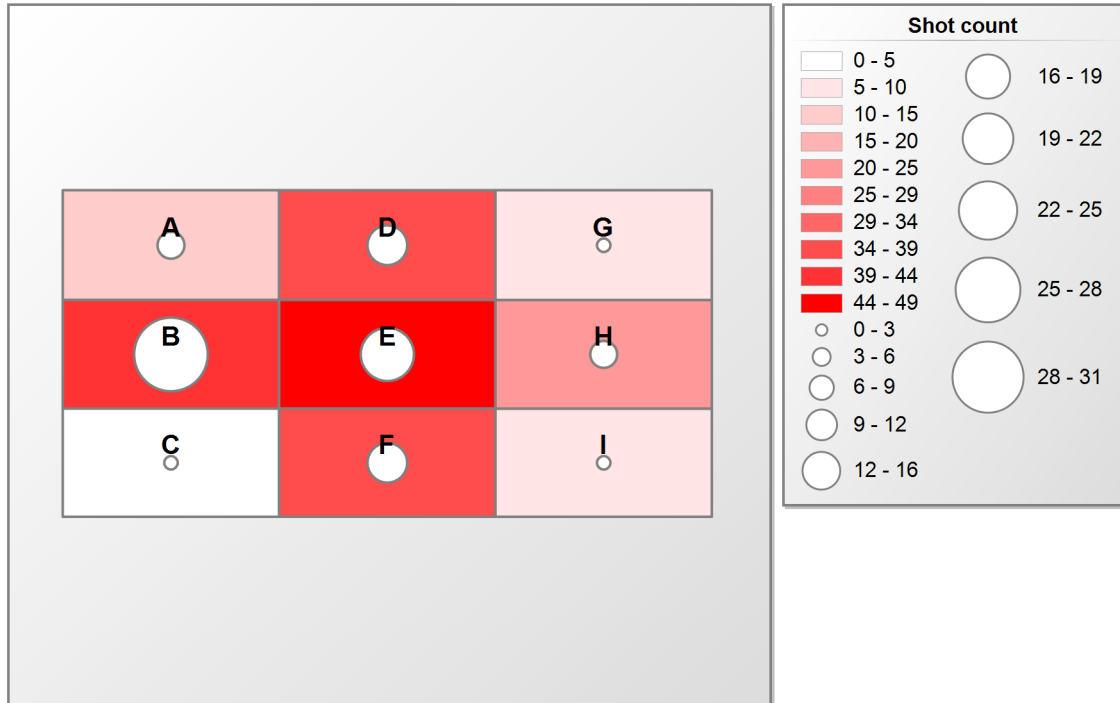 Shot count
0 - 5
5 - 10
10 - 15
15 - 20
20 - 25
25 - 29
29 - 34
34 - 39
39 - 44
44 - 49
0 - 3
3 - 6
6 - 9
9 - 12
12 - 16
16 - 19
19 - 22
22 - 25
25 - 28
28 - 31
A D G
B E H
C F I